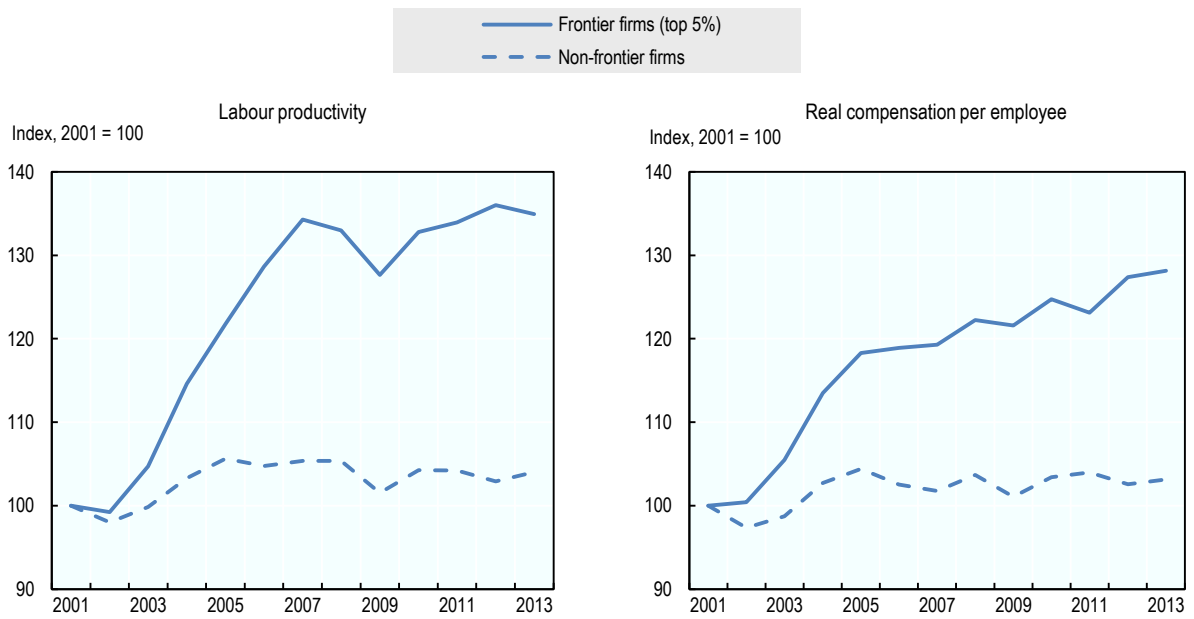 Frontier firms (top 5%)
Non-frontier firms
Labour productivity
Index, 2001 = 100
140
130
120
110
100
90
2001 2003 2005 2007 2009 2011 2013
Real compensation per employee
Index, 2001 = 100
140
130
120
110
100
90
2001 2003 2005 2007 2009 2011 2013